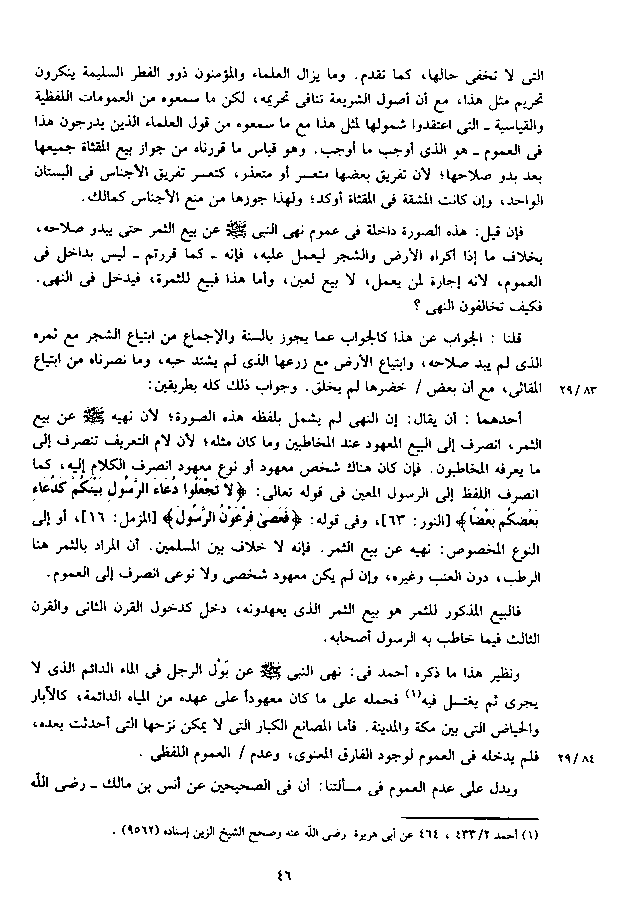 التى لا تخفى حالها، كما تقدم. وما يزال العلماء والمؤمنون ذوو الفطر السليمة ينكرون
تحريم مثل هذا، مع أن أصول الشريعة تنافى تحريمه، لكن ما سمعوه من العمومات اللفظية
والقياسية ـ التى اعتقدوا شمولها لمثل هذا مع ما سمعوه من قول العلماء الذين يدرجون هذا
فى العموم ـ هو الذى أوجب ما أوجب. وهو قياس ما قررناه من جواز بيع المقثاة جميعها
بعد بدو صلاحها؛ لأن تفريق بعضها متعسر أو متعذر، كتعسر تفريق الأجناس فى البستان
الواحد، وإن كانت المشقة فى المقثاة أوكد؛ ولهذا جوزها من منع الأجناس كمالك.
فإن قيل: هذه الصورة داخلة فى عموم نهى النبى ﷺ عن بيع الثمر حتى يبدو صلاحه،
بخلاف ما إذا أكراه الأرض والشجر ليعمل عليه، فإنه ـ كما قررتم ـ ليس بداخل فى
العموم، لأنه إجارة لمن يعمل، لا بيع لعين، وأما هذا فبيع للثمرة، فيدخل فى النهى.
فكيف تخالفون النهى ؟
قلنا : الجواب عن هذا كالجواب عما يجوز بالسنة والإجماع من ابتياع الشجر مع ثمره
الذى لم يبد صلاحه، وابتياع الأرض مع زرعها الذى لم يشتد حبه، وما نصرناه من ابتياع
٢٩/٨٣ المقاثى، مع أن بعض / خضرها لم يخلق. وجواب ذلك كله بطريقين:
أحدهما : أن يقال: إن النهى لم يشمل بلفظه هذه الصورة؛ لأن نهيه ﷺ عن بيع
الثمر، انصرف إلى البيع المعهود عند المخاطبين وما كان مثله؛ لأن لام التعريف تنصرف إلى
ما يعرفه المخاطبون. فإن كان هناك شخص معهود أو نوع معهود انصرف الكلام إليه، كما
انصرف اللفظ إلى الرسول المعين فى قوله تعالى: ﴿لا تَجْعَلُوا دُعَاءَ الرَّسُولِ بَيْنَكُمْ كَدُعَاءِ
بَعْضِكُم بَعْضًا﴾ [النور: ٦٣]، وفى قوله: ﴿فَعَصَىٰ فِرْعَوْنُ الرَّسُولَ﴾ [المزمل: ١٦]، أو إلى
النوع المخصوص: نهيه عن بيع الثمر. فإنه لا خلاف بين المسلمين. أن المراد بالثمر هنا
الرطب، دون العنب وغيره، وإن لم يكن معهود شخصى ولا نوعى انصرف إلى العموم.
فالبيع المذكور للثمر هو بيع الثمر الذى يعهدونه، دخل كدخول القرن الثانى والقرن
الثالث فيما خاطب به الرسول أصحابه.
ونظير هذا ما ذكره أحمد فى: نهى النبى ﷺ عن بَوْل الرجل فى الماء الدائم الذى لا
يجرى ثم يغتسل فيه(١) فحمله على ما كان معهوداً على عهده من المياه الدائمة، كالآبار
والحياض التى بين مكة والمدينة. فأما المصانع الكبار التى لا يمكن نزحها التى أحدثت بعده،
٢٩/٨٤ فلم يدخله فى العموم لوجود الفارق المعنوى، وعدم / العموم اللفظى .
ويدل على عدم العموم فى مسألتنا: أن فى الصحيحين عن أنس بن مالك ـ رضى الله
(١) أحمد ٤٣٣/٢ ، ٤٦٤ عن أبى هريرة رضى الله عنه وصحح الشيخ الزين إسناده (٩٥٦٢) .
٤٦